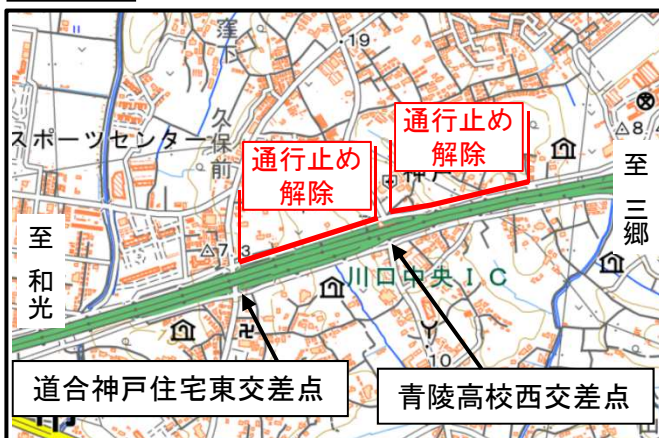 窪下
・19
久保前
スポーツセンター
通行止め
解除
通行止め
解除
神戸
△8.4
至 三郷
至 和光
△7.3
川口中央IC
卍
・10
道合神戸住宅東交差点
青陵高校西交差点